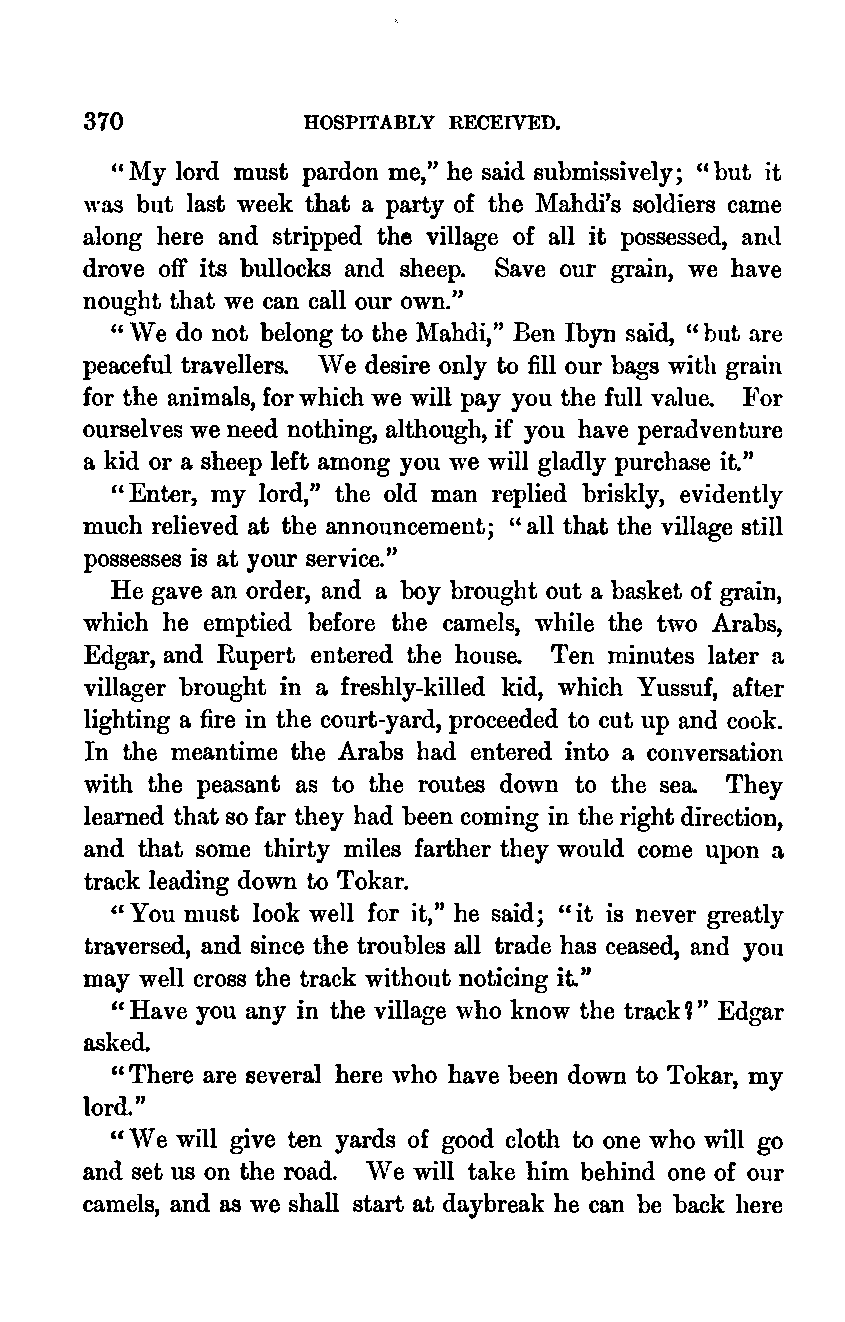 370 HOSPITABLY RECEIVED.
“My lord must pardon me,” he said submissively; “but it
was but last week that a party of the Mahdi’s soldiers came
along here and stripped the village of all it possessed, and
drove off its bullocks and sheep. Save our grain, we have
nought that we can call our own.”
“We do not belong to the Mahdi,” Ben Ibyn said, “but are
peaceful travellers. We desire only to fill our bags with grain
for the animals, for which we will pay you the full value. For
ourselves we need nothing, although, if you have peradventure
a kid or a sheep left among you we will gladly purchase it.”
“Enter, my lord,” the old man replied briskly, evidently
much relieved at the announcement; “all that the village still
possesses is at your service.”
He gave an order, and a boy brought out a basket of grain,
which he emptied before the camels, while the two Arabs,
Edgar, and Rupert entered the house. Ten minutes later a
villager brought in a freshly-killed kid, which Yussuf, after
lighting a fire in the court-yard, proceeded to cut up and cook.
In the meantime the Arabs had entered into a conversation
with the peasant as to the routes down to the sea. They
learned that so far they had been coming in the right direction,
and that some thirty miles farther they would come upon a
track leading down to Tokar.
“You must look well for it,” he said; “it is never greatly
traversed, and since the troubles all trade has ceased, and you
may well cross the track without noticing it.”
“Have you any in the village who know the track?” Edgar
asked.
“There are several here who have been down to Tokar, my
lord.”
“We will give ten yards of good cloth to one who will go
and set us on the road. We will take him behind one of our
camels, and as we shall start at daybreak he can be back here